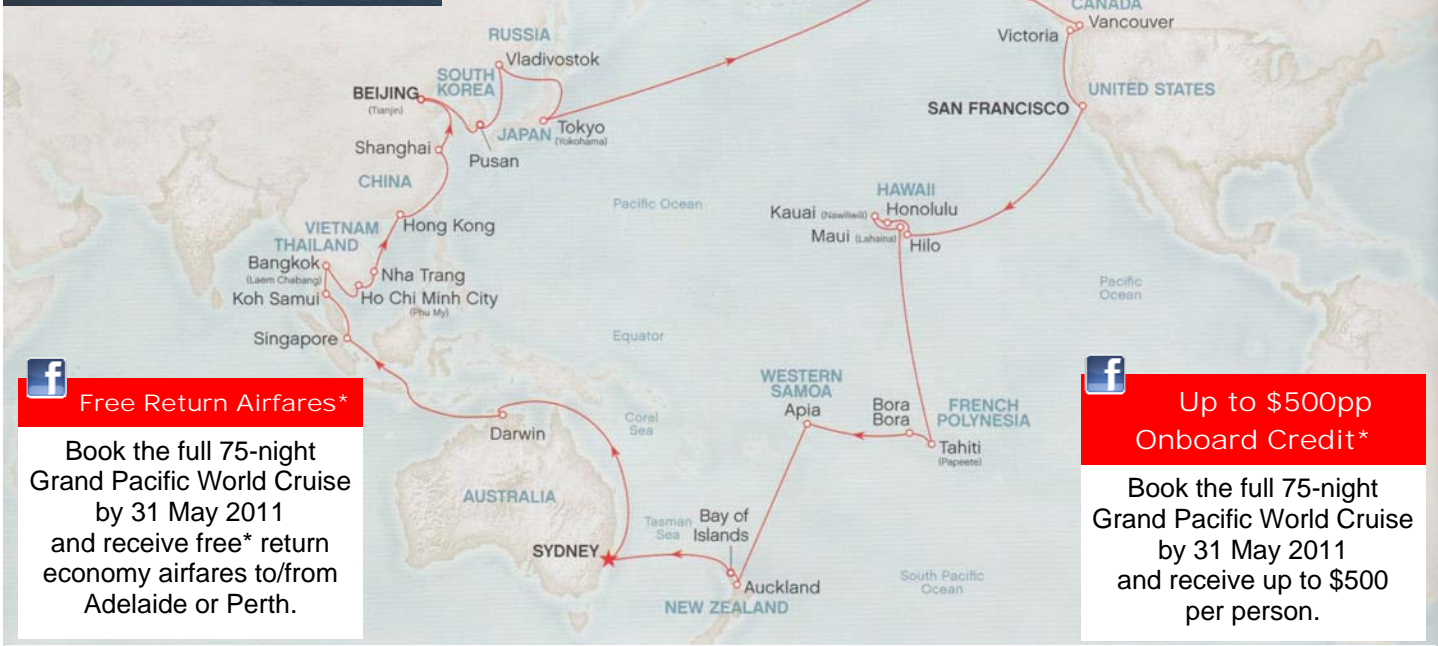 CANADA
Vancouver
Victoria
RUSSIA
Vladivostok
SOUTH
KOREA
BEIJING
(Tianjin)
UNITED STATES
SAN FRANCISCO
JAPAN
Tokyo
(Yokohama)
Shanghai
Pusan
CHINA
HAWAII
Pacific Ocean
Kauai (Nawiliwili)
Honolulu
Maui (Lahaina)
Hilo
VIETNAM
Hong Kong
THAILAND
Bangkok
(Laem Chabang)
Nha Trang
Koh Samui
Ho Chi Minh City
(Phu My)
Pacific
Ocean
Singapore
Equator
WESTERN
SAMOA
Apia
Bora
Bora
FRENCH
POLYNESIA
Tahiti
(Papeete)
Coral
Sea
Darwin
AUSTRALIA
Tasman
Sea
Bay of
Islands
SYDNEY
Auckland
NEW ZEALAND
South Pacific
Ocean
f
Free Return Airfares*
Book the full 75-night
Grand Pacific World Cruise
by 31 May 2011
and receive free* return
economy airfares to/from
Adelaide or Perth.
f
Up to $500pp
Onboard Credit*
Book the full 75-night
Grand Pacific World Cruise
by 31 May 2011
and receive up to $500
per person.